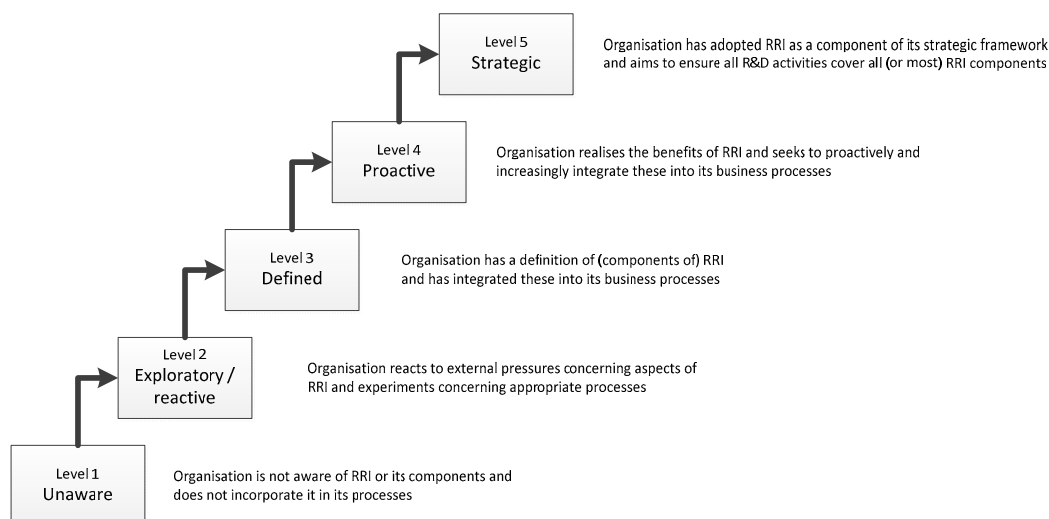 Level 5
Strategic
Organisation has adopted RRI as a component of its strategic framework
and aims to ensure all R&D activities cover all (or most) RRI components
Level 4
Proactive
Organisation realises the benefits of RRI and seeks to proactively and
increasingly integrate these into its business processes
Level 3
Defined
Organisation has a definition of (components of) RRI
and has integrated these into its business processes
Level 2
Exploratory /
reactive
Organisation reacts to external pressures concerning aspects of
RRI and experiments concerning appropriate processes
Level 1
Unaware
Organisation is not aware of RRI or its components and
does not incorporate it in its processes